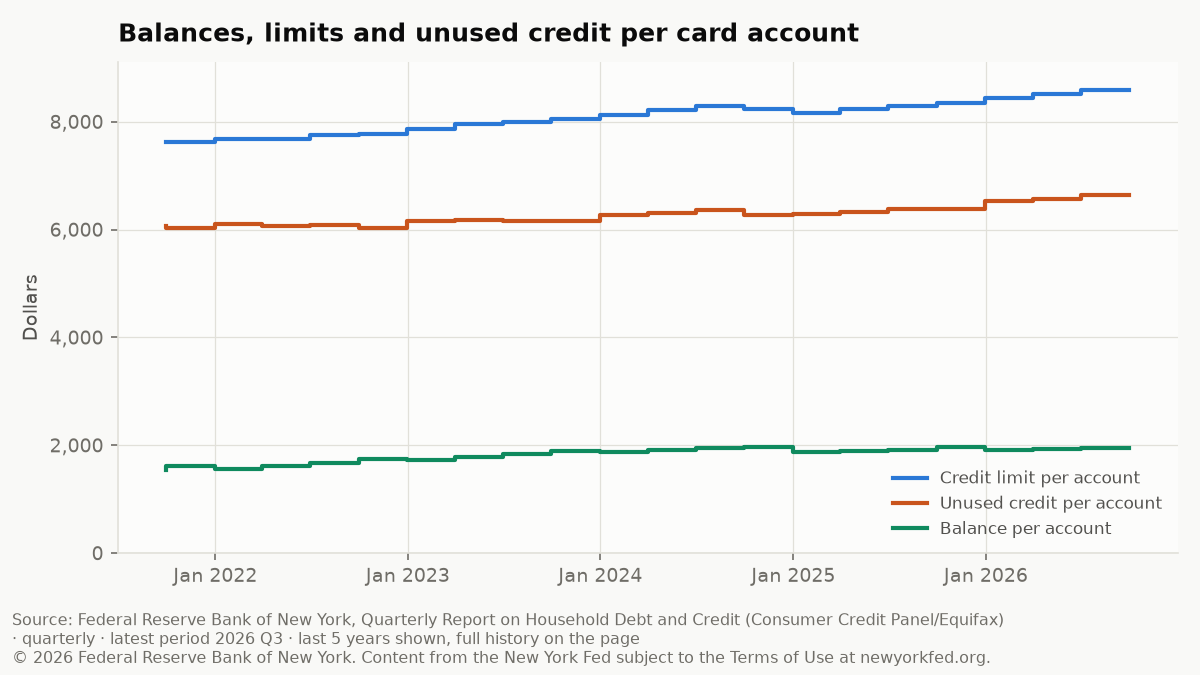 Balances, limits and unused credit per card account
Dollars
8,000
6,000
4,000
2,000
0
Jan 2022
Jan 2023
Jan 2024
Jan 2025
Jan 2026
Credit limit per account
Unused credit per account
Balance per account
Source: Federal Reserve Bank of New York, Quarterly Report on Household Debt and Credit (Consumer Credit Panel/Equifax)
· quarterly · latest period 2026 Q3 · last 5 years shown, full history on the page
© 2026 Federal Reserve Bank of New York. Content from the New York Fed subject to the Terms of Use at newyorkfed.org.